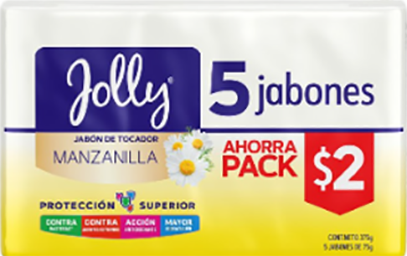 Jolly®
5 jabones
JABÓN DE TOCADOR
MANZANILLA
AHORRA
PACK
$2
PROTECCIÓN SUPERIOR
CONTRA
CONTRA
ACCIÓN
MAYOR
CONTNETO 375g
5 JABONES DE 75g